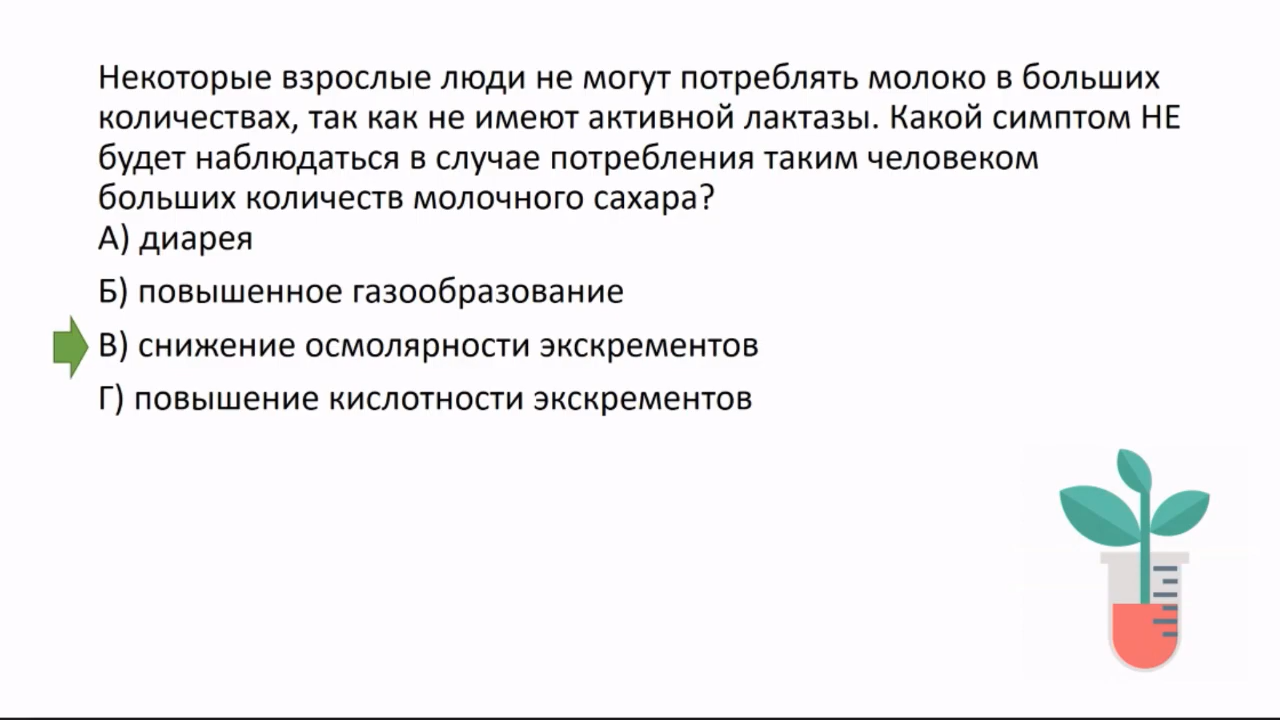 Некоторые взрослые люди не могут потреблять молоко в больших
количествах, так как не имеют активной лактазы. Какой симптом НЕ
будет наблюдаться в случае потребления таким человеком
больших количеств молочного сахара?
А) диарея
Б) повышенное газообразование
В) снижение осмолярности экскрементов
Г) повышение кислотности экскрементов